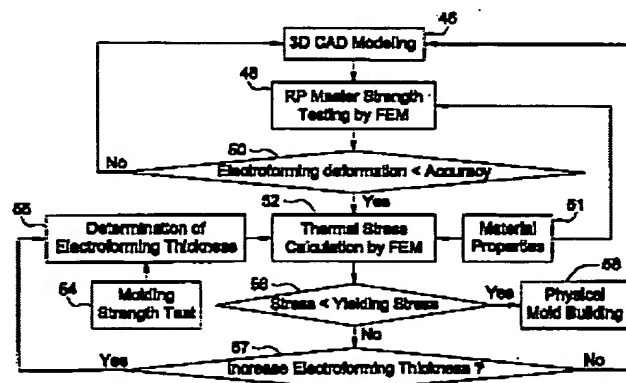 46
3D CAD Modeling
48
RP Master Strength
Testing by FEM
50
No
Electroforming deformation < Accuracy
Yes
55
Determination of
Electroforming Thickness
52
Thermal Stress
Calculation by FEM
51
Material
Properties
54
Molding
Strength Test
56
Stress < Yielding Stress
Yes
58
Physical
Mold Building
No
57
Yes
Increase Electroforming Thickness ?
No